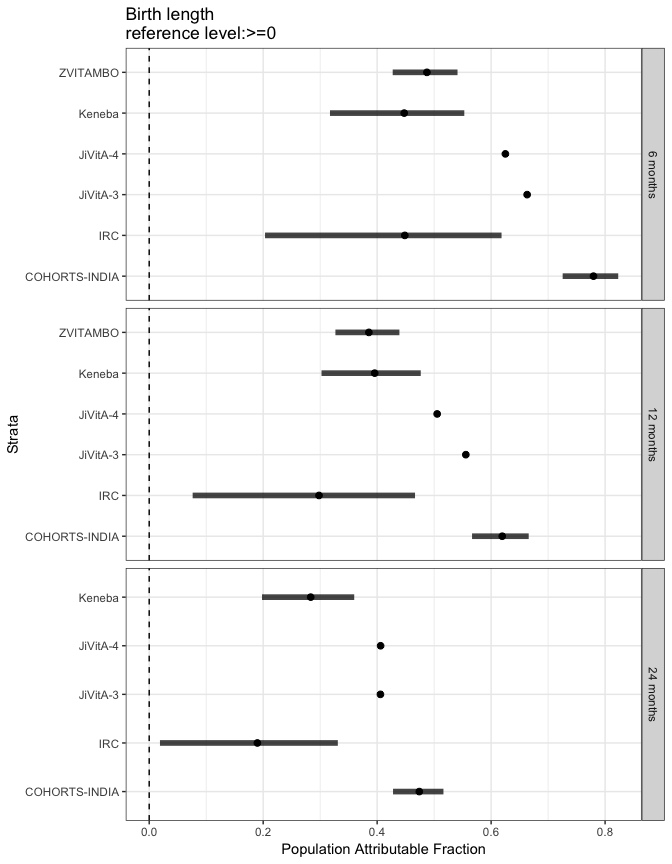 Birth length
reference level:>=0
ZVITAMBO
Keneba
JiVitA-4
JiVitA-3
IRC
COHORTS-INDIA
6 months
ZVITAMBO
Keneba
JiVitA-4
JiVitA-3
IRC
COHORTS-INDIA
12 months
Strata
Keneba
JiVitA-4
JiVitA-3
IRC
COHORTS-INDIA
24 months
0.0 0.2 0.4 0.6 0.8
Population Attributable Fraction